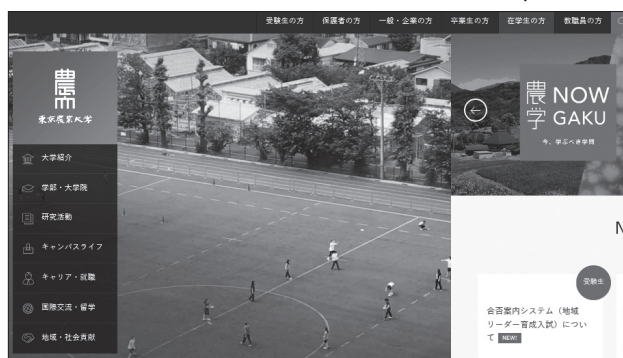 受験生の方 保護者の方 一般・企業の方 卒業生の方 在学生の方 教職員の方
東京農業大学
大学紹介
学部・大学院
研究活動
キャンパスライフ
キャリア・就職
国際交流・留学
地域・社会貢献
農学 NOW GAKU
今、学ぶべき学問
N
受験生
合否案内システム（地域
リーダー育成入試）につい
て NEW!